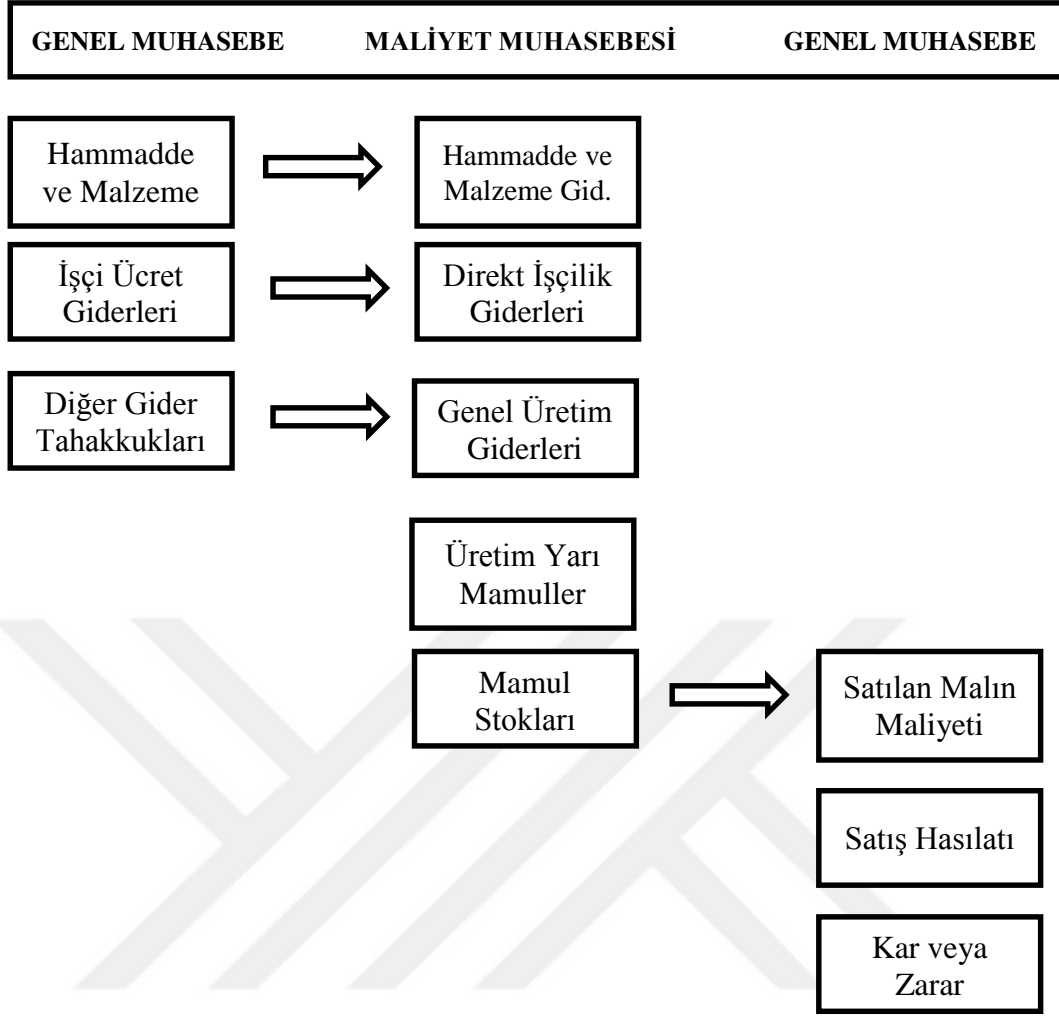 GENEL MUHASEBE MALİYET MUHASEBESİ GENEL MUHASEBE
Hammadde
ve Malzeme
Hammadde ve
Malzeme Gid.
İşçi Ücret
Giderleri
Direkt İşçilik
Giderleri
Diğer Gider
Tahakkukları
Genel Üretim
Giderleri
Üretim Yarı
Mamuller
Mamul
Stokları
Satılan Malın
Maliyeti
Satış Hasılatı
Kar veya
Zarar